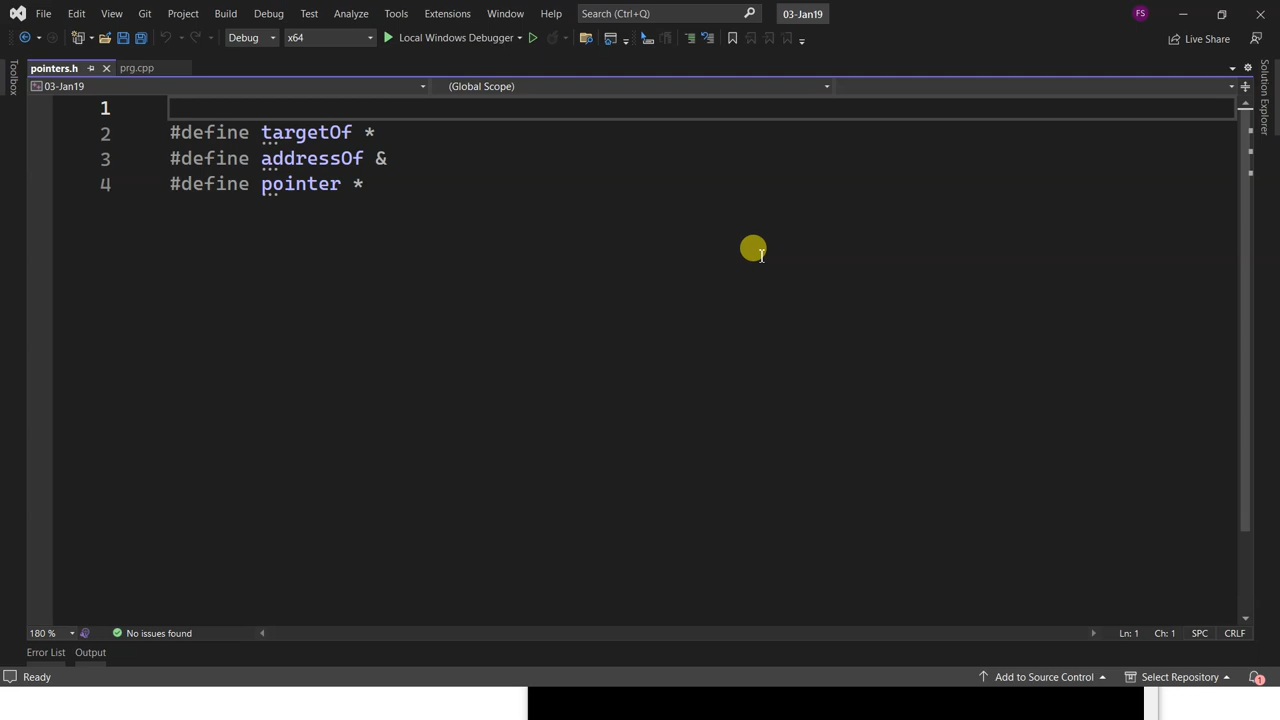 File Edit View Git Project Build Debug Test Analyze Tools Extensions Window Help Search (Ctrl+Q) 03-Jan19 FS
Debug x64 Local Windows Debugger Live Share
pointers.h prg.cpp
03-Jan19 (Global Scope)
Toolbox
Solution Explorer
1
2 #define targetOf *
3 #define addressOf &
4 #define pointer *
180 % No issues found Ln: 1 Ch: 1 SPC CRLF
Error List Output
Ready Add to Source Control Select Repository 1